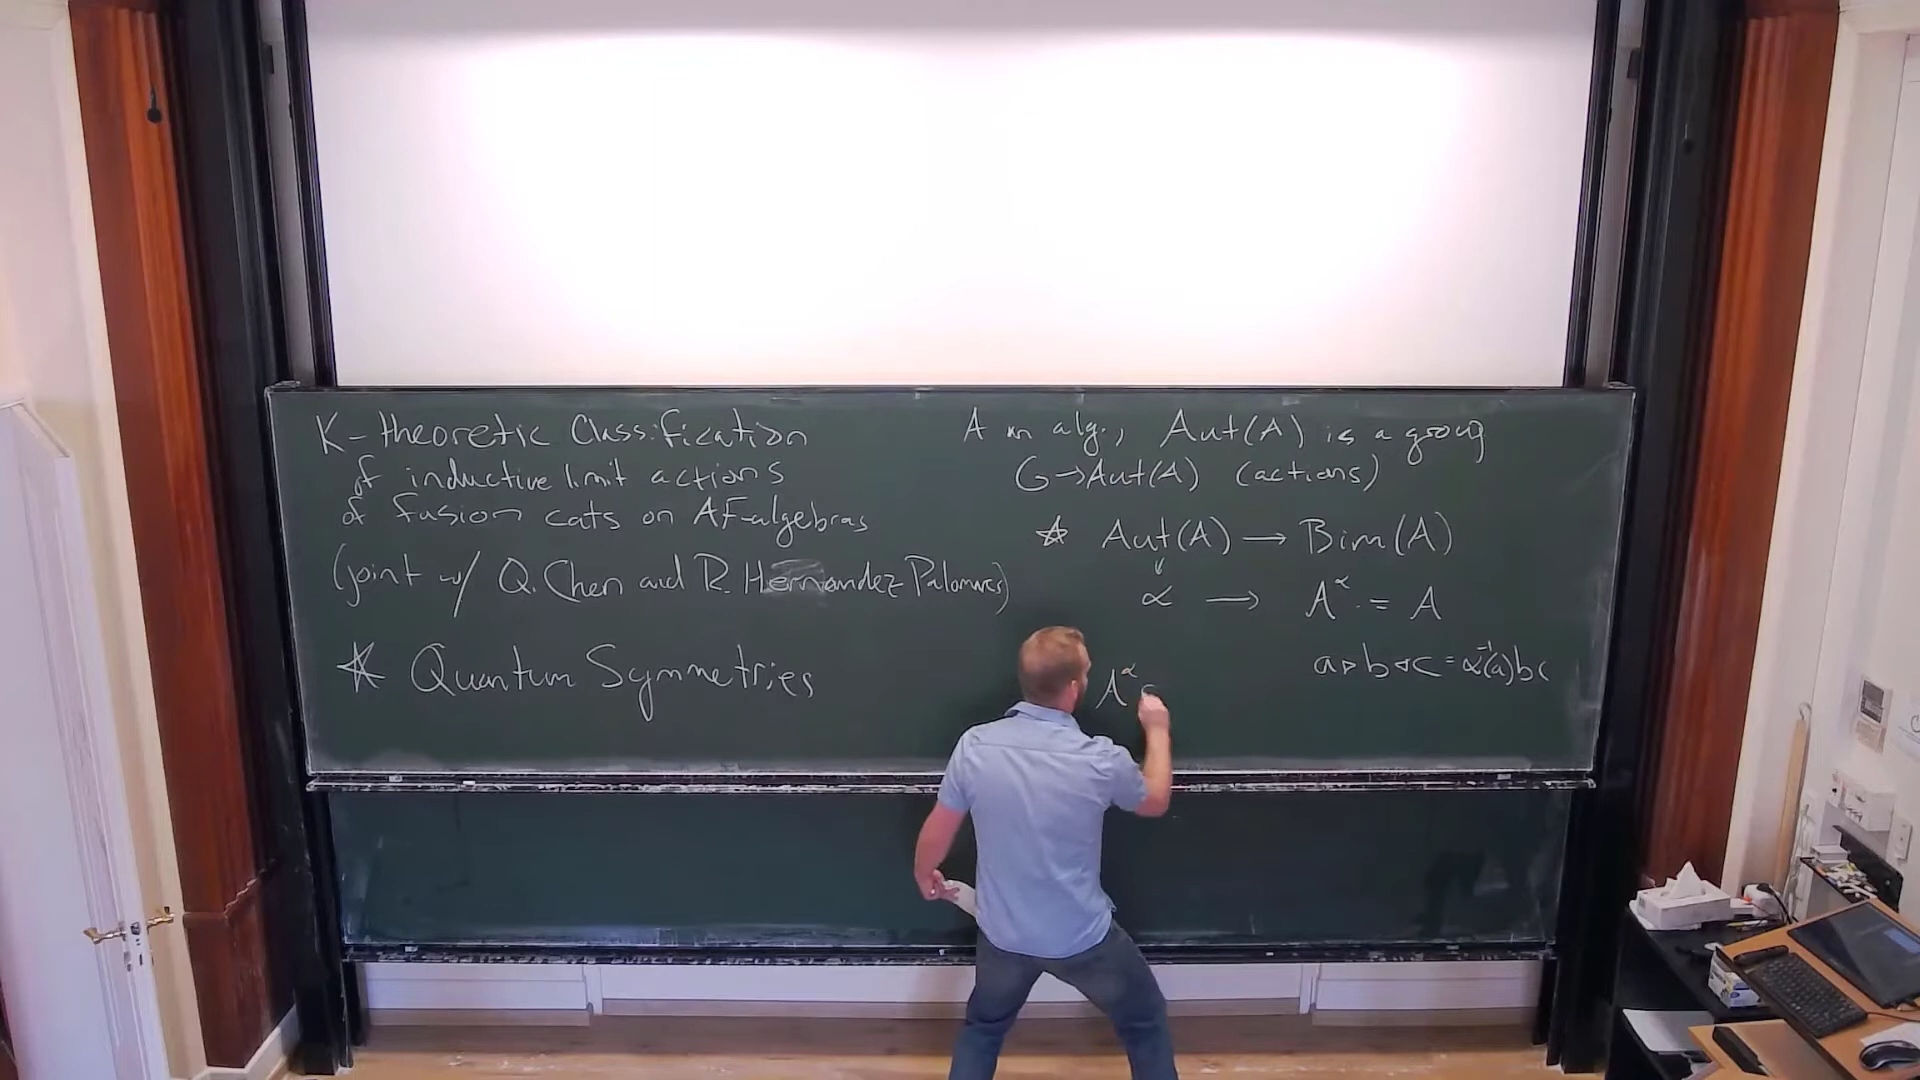 K-theoretic Classification
of inductive limit actions
of fusion cats on AF-algebras
(joint w/ Q. Chen and R. Hernandez Palomares)
☆ Quantum Symmetries
A an alg., Aut(A) is a group
G→Aut(A) (actions)
☆ Aut(A) → Bim(A)
α → A^α := A
a▹b◃c = α⁻¹(a)bc
A^α